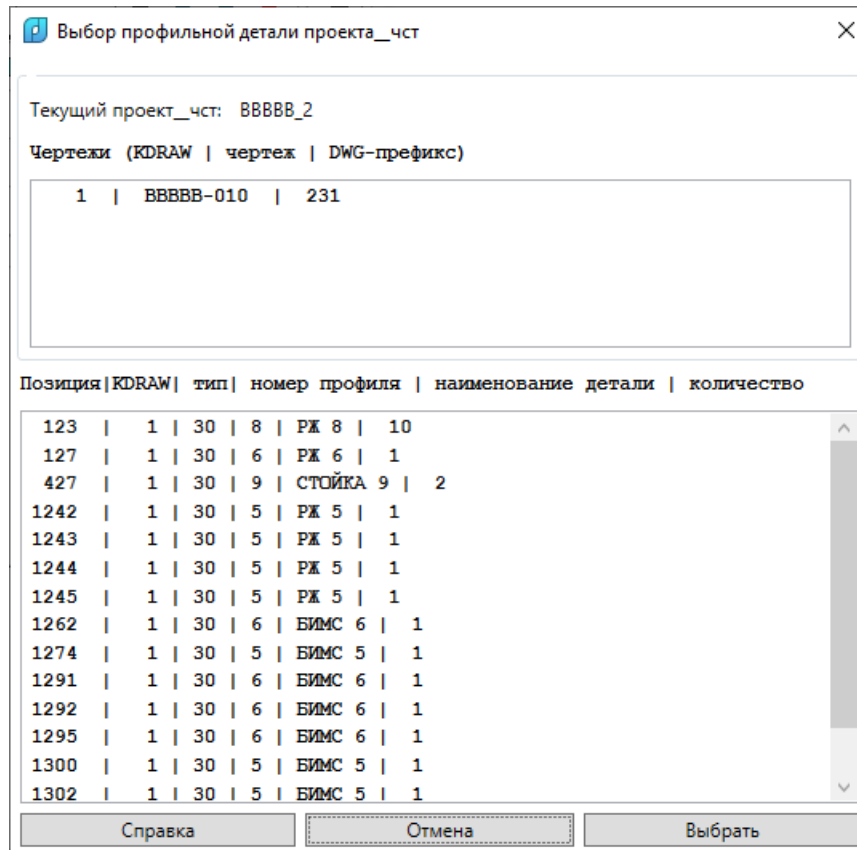 Выбор профильной детали проекта__чст
Текущий проект__чст: BBBBB_2
Чертежи (KDRAW | чертеж | DWG-префикс)
1 | BBBBB-010 | 231
Позиция|KDRAW| тип| номер профиля | наименование детали | количество
123 | 1 | 30 | 8 | РЖ 8 | 10
127 | 1 | 30 | 6 | РЖ 6 | 1
427 | 1 | 30 | 9 | СТОЙКА 9 | 2
1242 | 1 | 30 | 5 | РЖ 5 | 1
1243 | 1 | 30 | 5 | РЖ 5 | 1
1244 | 1 | 30 | 5 | РЖ 5 | 1
1245 | 1 | 30 | 5 | РЖ 5 | 1
1262 | 1 | 30 | 6 | БИМС 6 | 1
1274 | 1 | 30 | 5 | БИМС 5 | 1
1291 | 1 | 30 | 6 | БИМС 6 | 1
1292 | 1 | 30 | 6 | БИМС 6 | 1
1295 | 1 | 30 | 6 | БИМС 6 | 1
1300 | 1 | 30 | 5 | БИМС 5 | 1
1302 | 1 | 30 | 5 | БИМС 5 | 1
Справка Отмена Выбрать